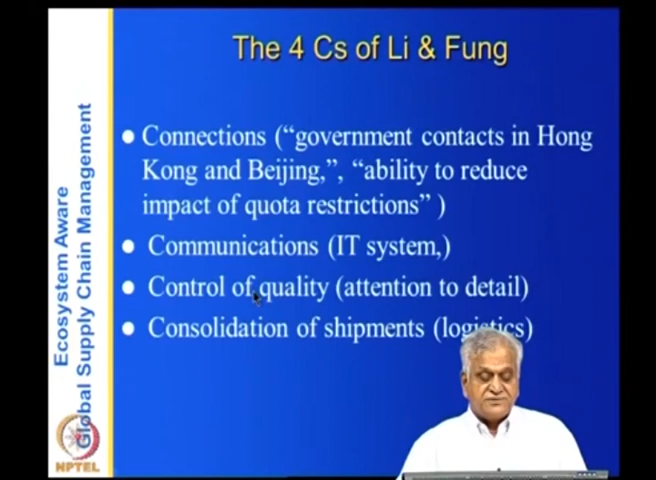 The 4 Cs of Li & Fung
● Connections (“government contacts in Hong
Kong and Beijing,”, “ability to reduce
impact of quota restrictions” )
● Communications (IT system,)
● Control of quality (attention to detail)
● Consolidation of shipments (logistics)
Ecosystem Aware
Global Supply Chain Management
NPTEL